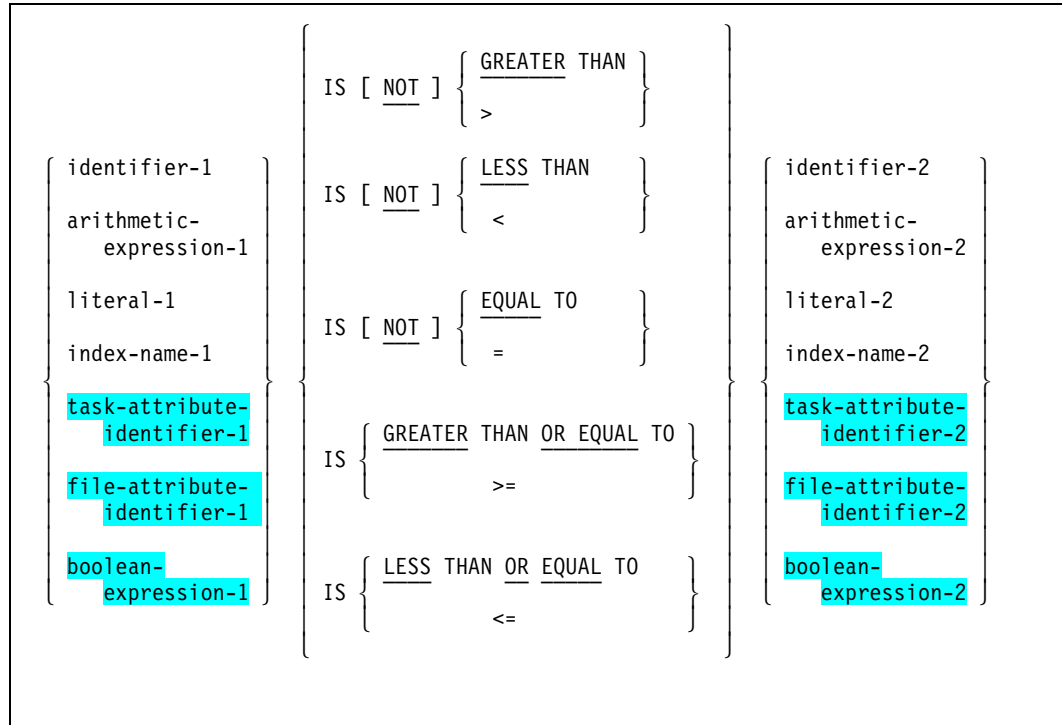 GREATER THAN
IS [ NOT ]
>
identifier-1
LESS THAN
identifier-2
IS [ NOT ]
<
arithmetic-
expression-1
arithmetic-
expression-2
literal-1
EQUAL TO
literal-2
IS [ NOT ]
=
index-name-1
index-name-2
task-attribute-
identifier-1
task-attribute-
identifier-2
GREATER THAN OR EQUAL TO
IS
>=
file-attribute-
identifier-1
file-attribute-
identifier-2
boolean-
expression-1
LESS THAN OR EQUAL TO
IS
<=
boolean-
expression-2